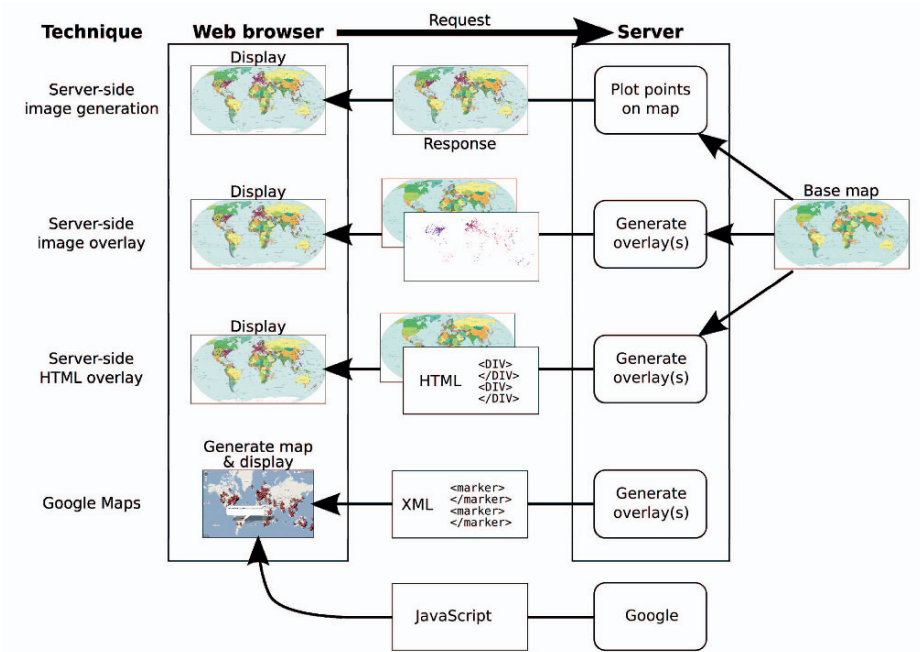 Request
Technique
Web browser
Server
Display
Server-side
image generation
Plot points
on map
Response
Display
Base map
Server-side
image overlay
Generate
overlay(s)
Display
Server-side
HTML overlay
HTML
<DIV>
</DIV>
<DIV>
</DIV>
Generate
overlay(s)
Generate map
& display
Google Maps
XML
<marker>
</marker>
<marker>
</marker>
Generate
overlay(s)
JavaScript
Google